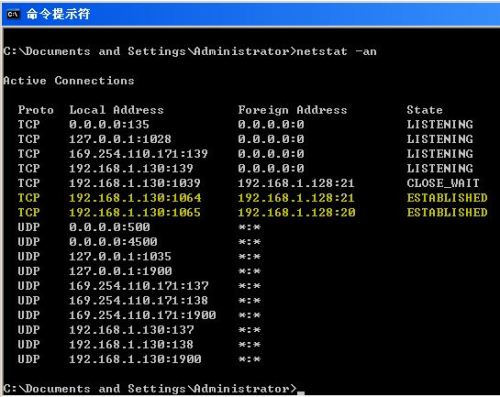 命令提示符
C:\Documents and Settings\Administrator>netstat -an
Active Connections
Proto Local Address Foreign Address State
TCP 0.0.0.0:135 0.0.0.0:0 LISTENING
TCP 127.0.0.1:1028 0.0.0.0:0 LISTENING
TCP 169.254.110.171:139 0.0.0.0:0 LISTENING
TCP 192.168.1.130:139 0.0.0.0:0 LISTENING
TCP 192.168.1.130:1039 192.168.1.128:21 CLOSE_WAIT
TCP 192.168.1.130:1064 192.168.1.128:21 ESTABLISHED
TCP 192.168.1.130:1065 192.168.1.128:20 ESTABLISHED
UDP 0.0.0.0:500 *:*
UDP 0.0.0.0:4500 *:*
UDP 127.0.0.1:1035 *:*
UDP 127.0.0.1:1900 *:*
UDP 169.254.110.171:137 *:*
UDP 169.254.110.171:138 *:*
UDP 169.254.110.171:1900 *:*
UDP 192.168.1.130:137 *:*
UDP 192.168.1.130:138 *:*
UDP 192.168.1.130:1900 *:*
C:\Documents and Settings\Administrator>_